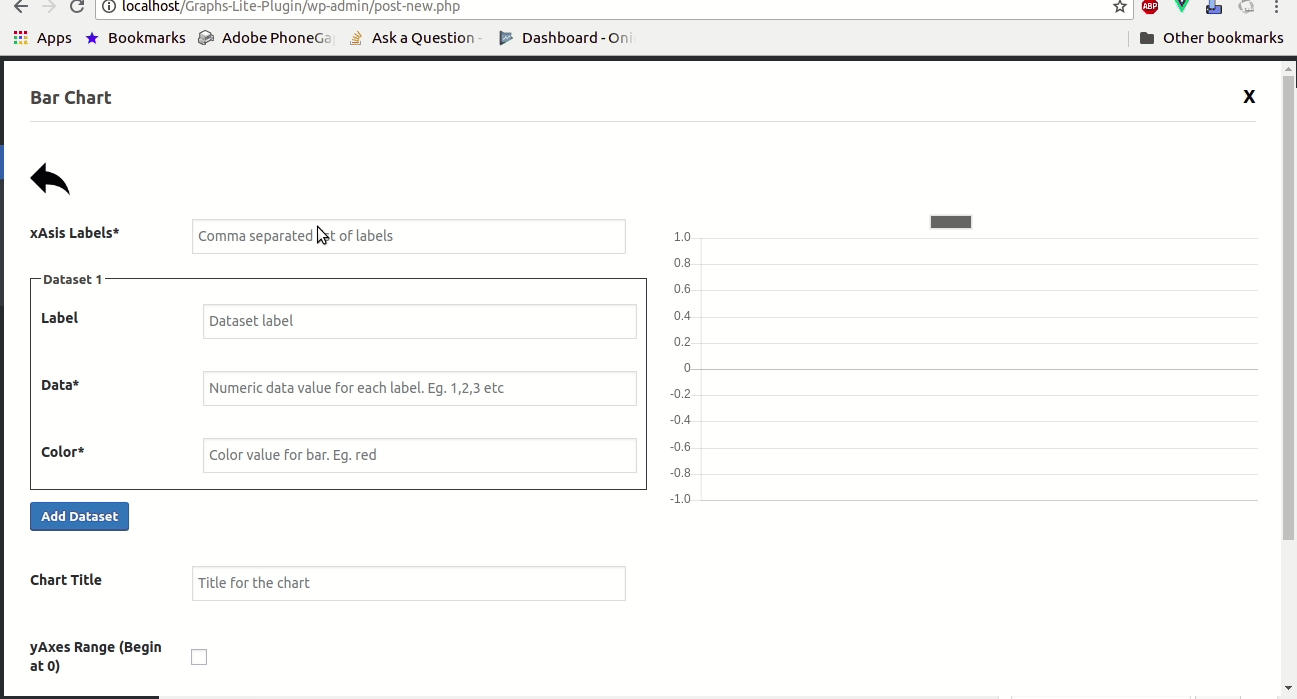 localhost/Graphs-Lite-Plugin/wp-admin/post-new.php
ABP
Apps Bookmarks Adobe PhoneGa Ask a Question - Dashboard - Oni Other bookmarks
Bar Chart X
xAsis Labels* Comma separated of labels
Dataset 1
Label Dataset label
Data* Numeric data value for each label. Eg. 1,2,3 etc
Color* Color value for bar. Eg. red
Add Dataset
Chart Title Title for the chart
yAxes Range (Begin
at 0)
1.0
0.8
0.6
0.4
0.2
0
-0.2
-0.4
-0.6
-0.8
-1.0